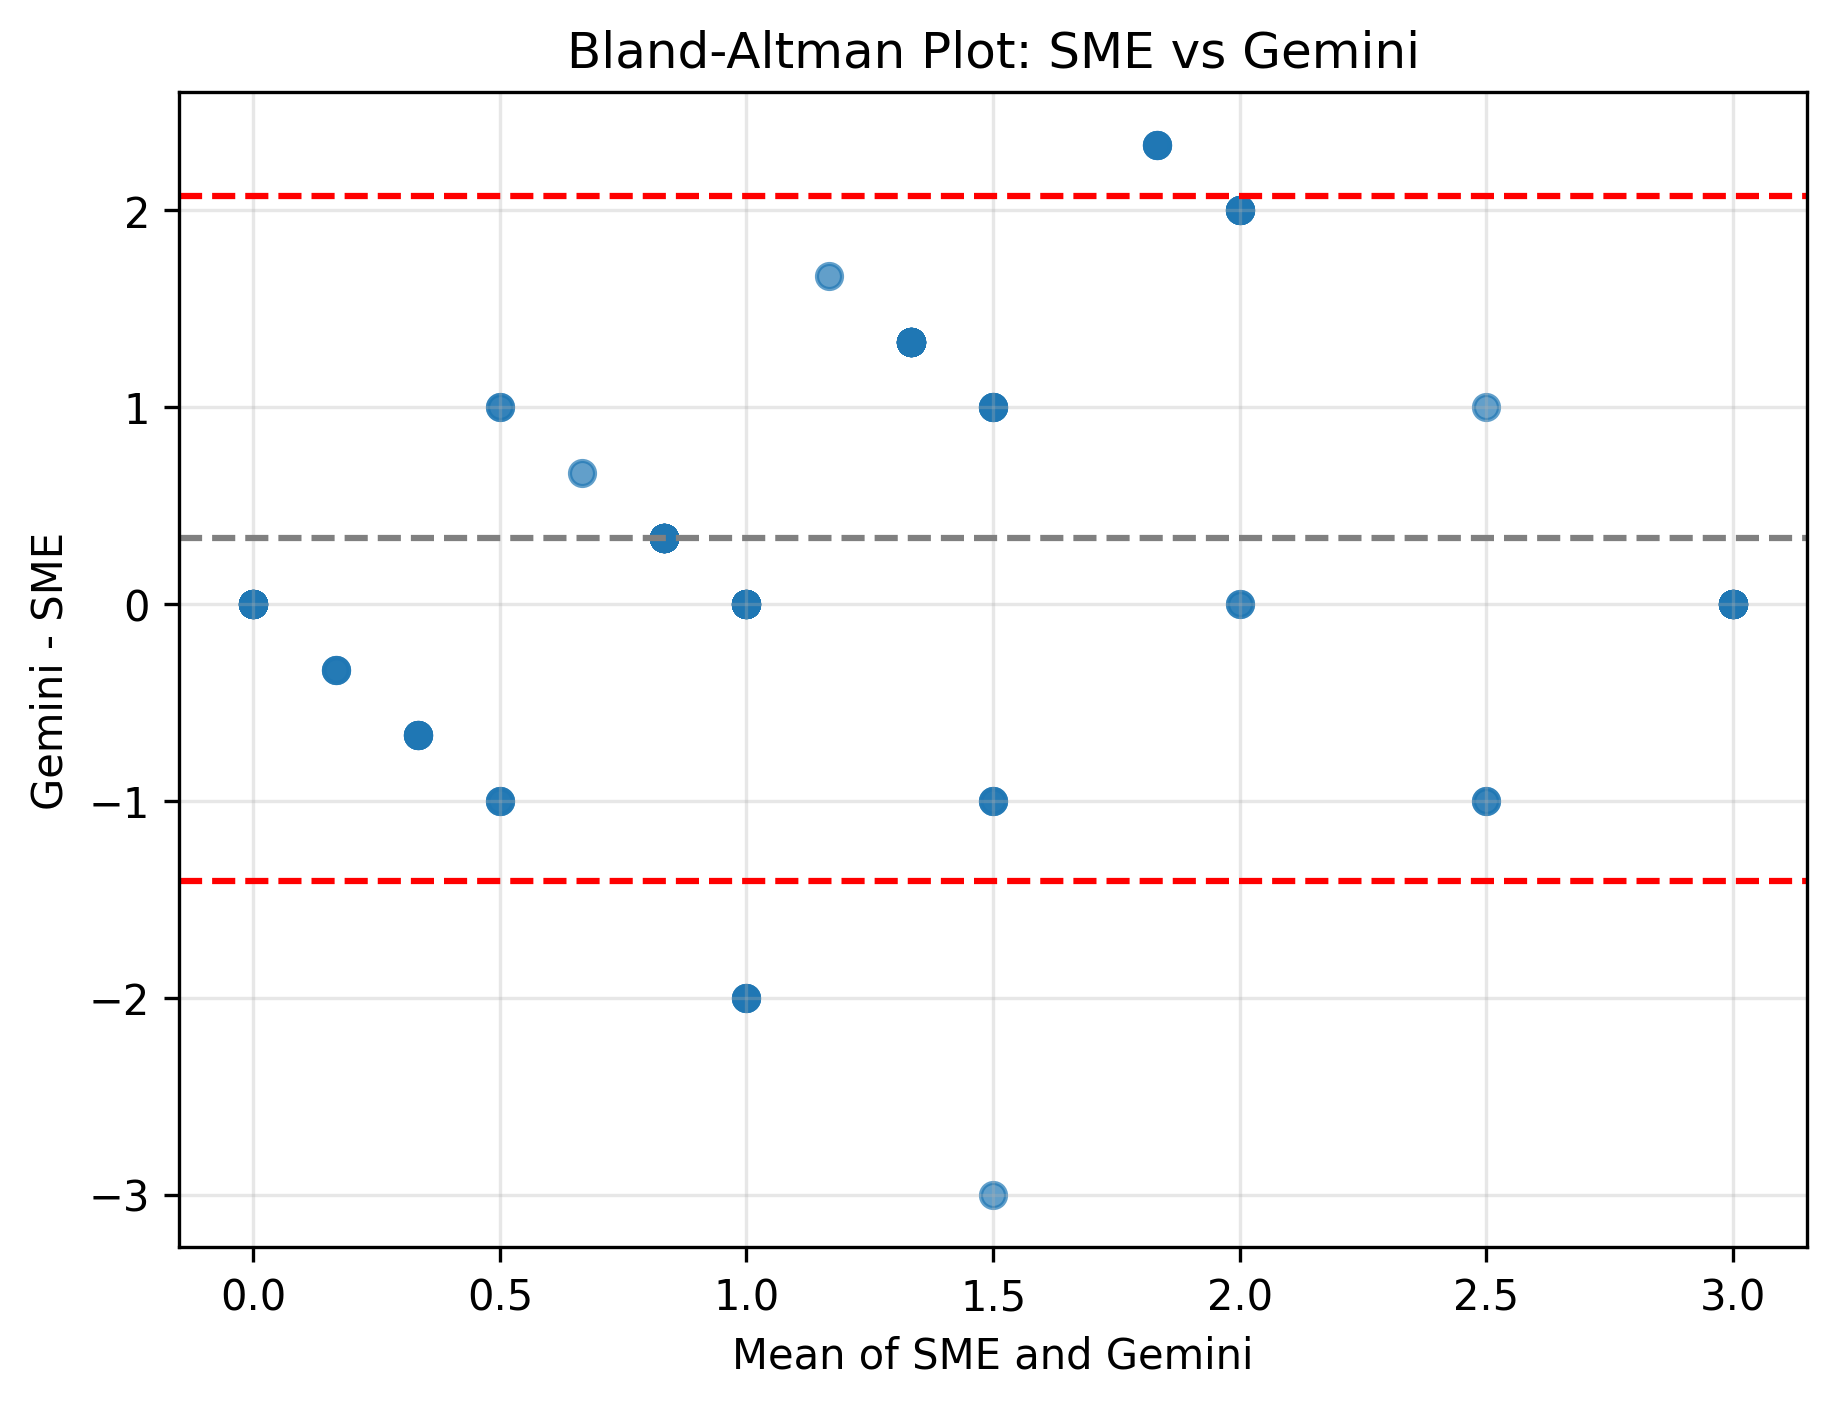 Bland-Altman Plot: SME vs Gemini
Gemini - SME
2
1
0
−1
−2
−3
0.0 0.5 1.0 1.5 2.0 2.5 3.0
Mean of SME and Gemini